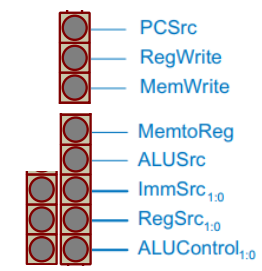 PCSrc
RegWrite
MemWrite
MemtoReg
ALUSrc
ImmSrc1:0
RegSrc1:0
ALUControl1:0